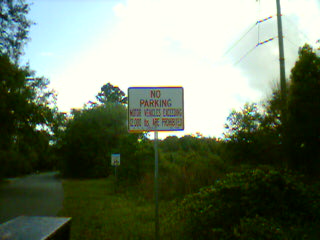 NO
PARKING
MOTOR VEHICLES EXCEEDING
10,000 lbs. ARE PROHIBITED